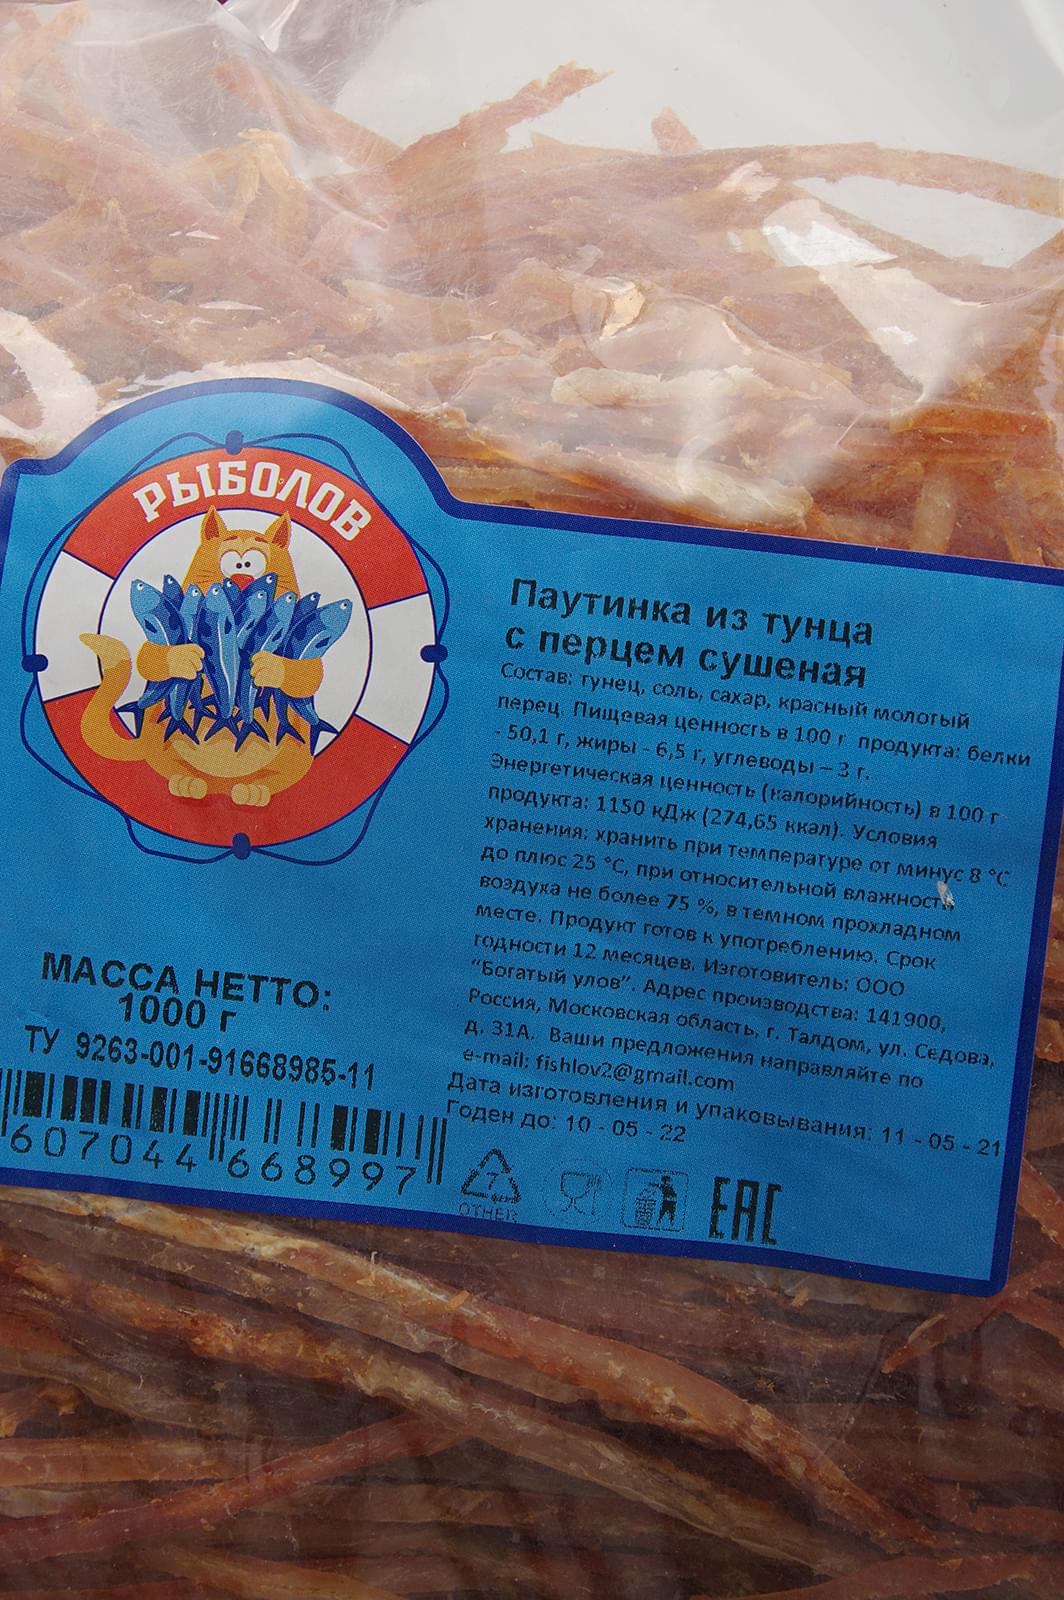 РЫБОЛОВ
Паутинка из тунца
с перцем сушеная
Состав: тунец, соль, сахар, красный молотый
перец. Пищевая ценность в 100 г продукта: белки
- 50,1 г, жиры - 6,5 г, углеводы – 3 г.
Энергетическая ценность (калорийность) в 100 г
продукта: 1150 кДж (274,65 ккал). Условия
хранения: хранить при температуре от минус 8 °С
до плюс 25 °С, при относительной влажности
воздуха не более 75 %, в темном прохладном
месте. Продукт готов к употреблению. Срок
годности 12 месяцев. Изготовитель: ООО
“Богатый улов”. Адрес производства: 141900,
Россия, Московская область, г. Талдом, ул. Седова,
д. 31А. Ваши предложения направляйте по
e-mail: fishlov2@gmail.com
Дата изготовления и упаковывания: 11 - 05 - 21
Годен до: 10 - 05 - 22
МАССА НЕТТО:
1000 г
ТУ 9263-001-91668985-11
607044 668997
7
OTHER
ЕАС